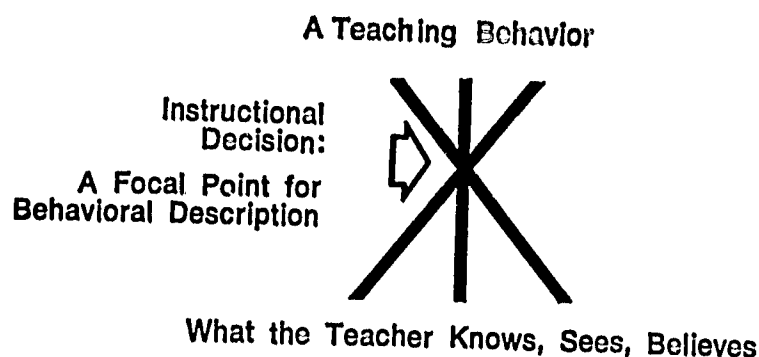 A Teaching Behavior
Instructional
Decision:
A Focal Point for
Behavioral Description
What the Teacher Knows, Sees, Believes